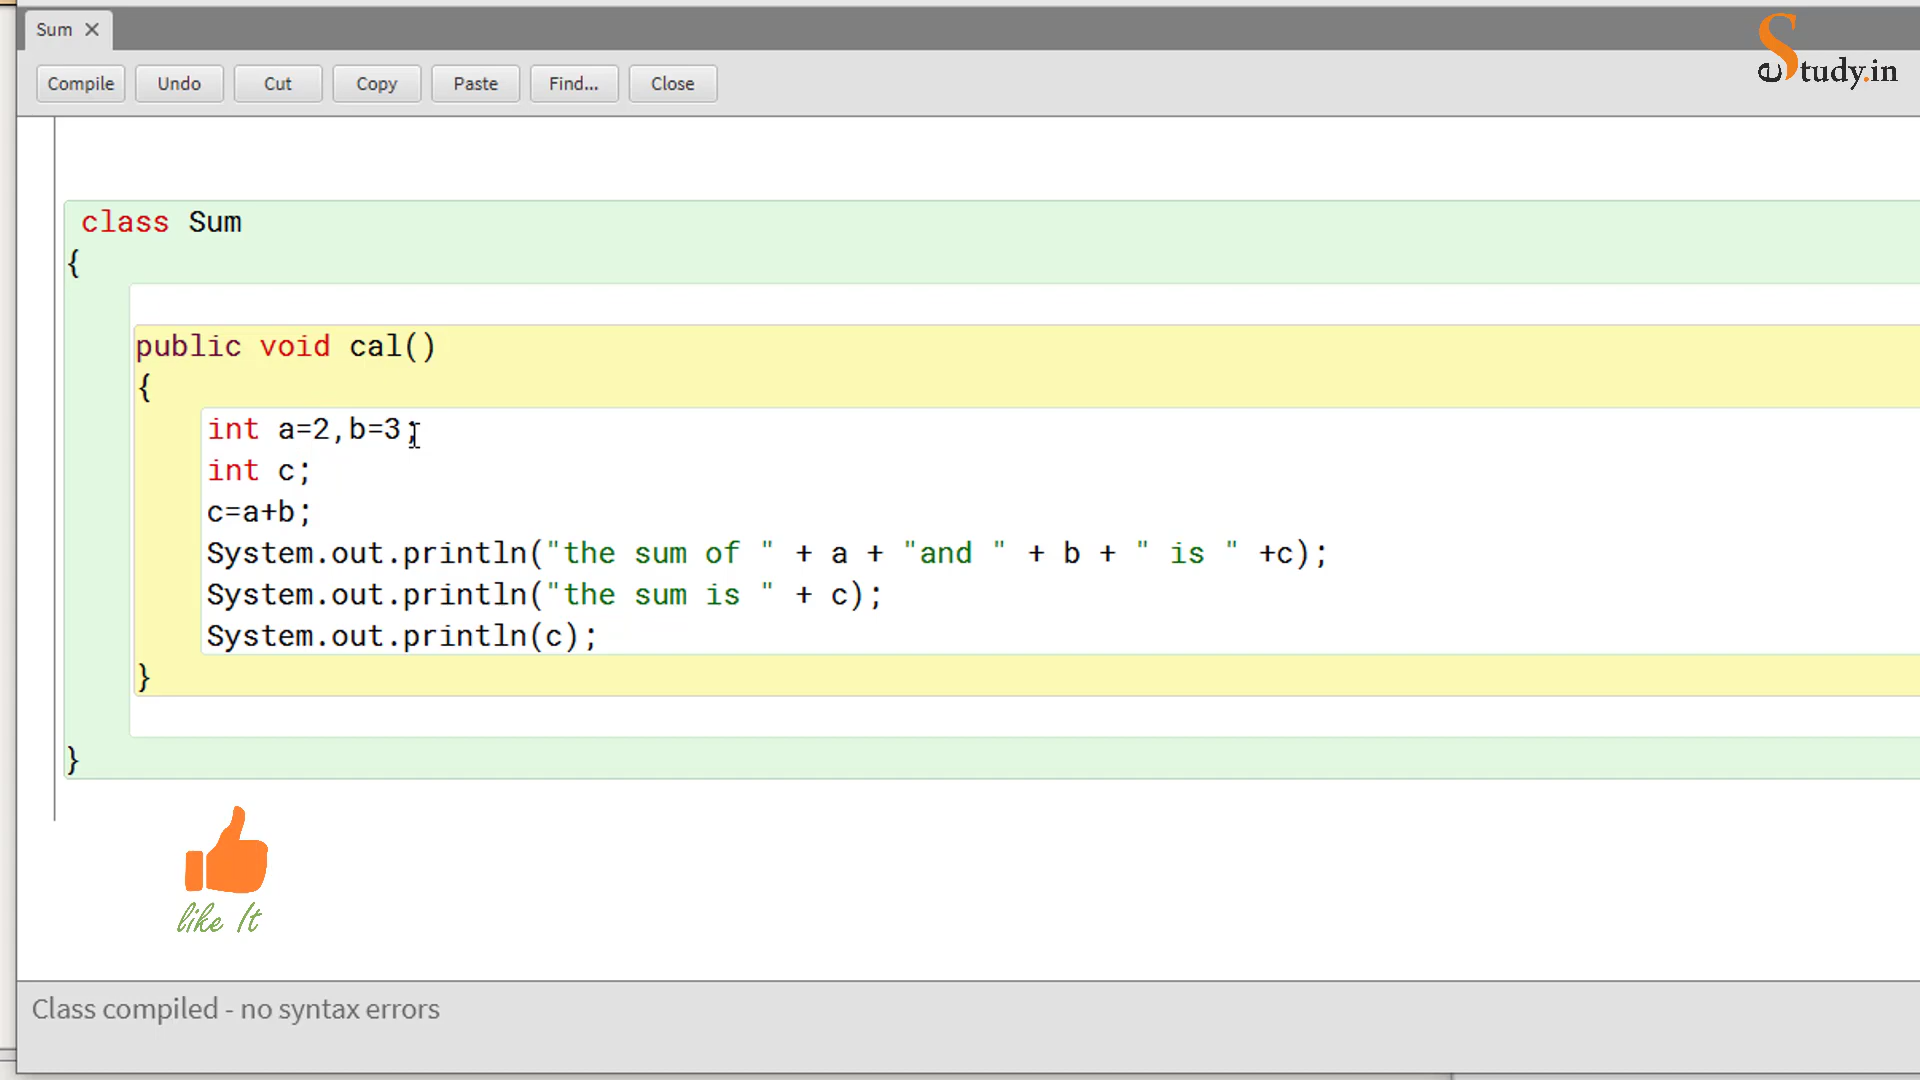 Sum
Compile Undo Cut Copy Paste Find... Close
eStudy.in
class Sum
{
public void cal()
{
int a=2,b=3;
int c;
c=a+b;
System.out.println("the sum of " + a + "and " + b + " is " +c);
System.out.println("the sum is " + c);
System.out.println(c);
}
}
like It
Class compiled - no syntax errors